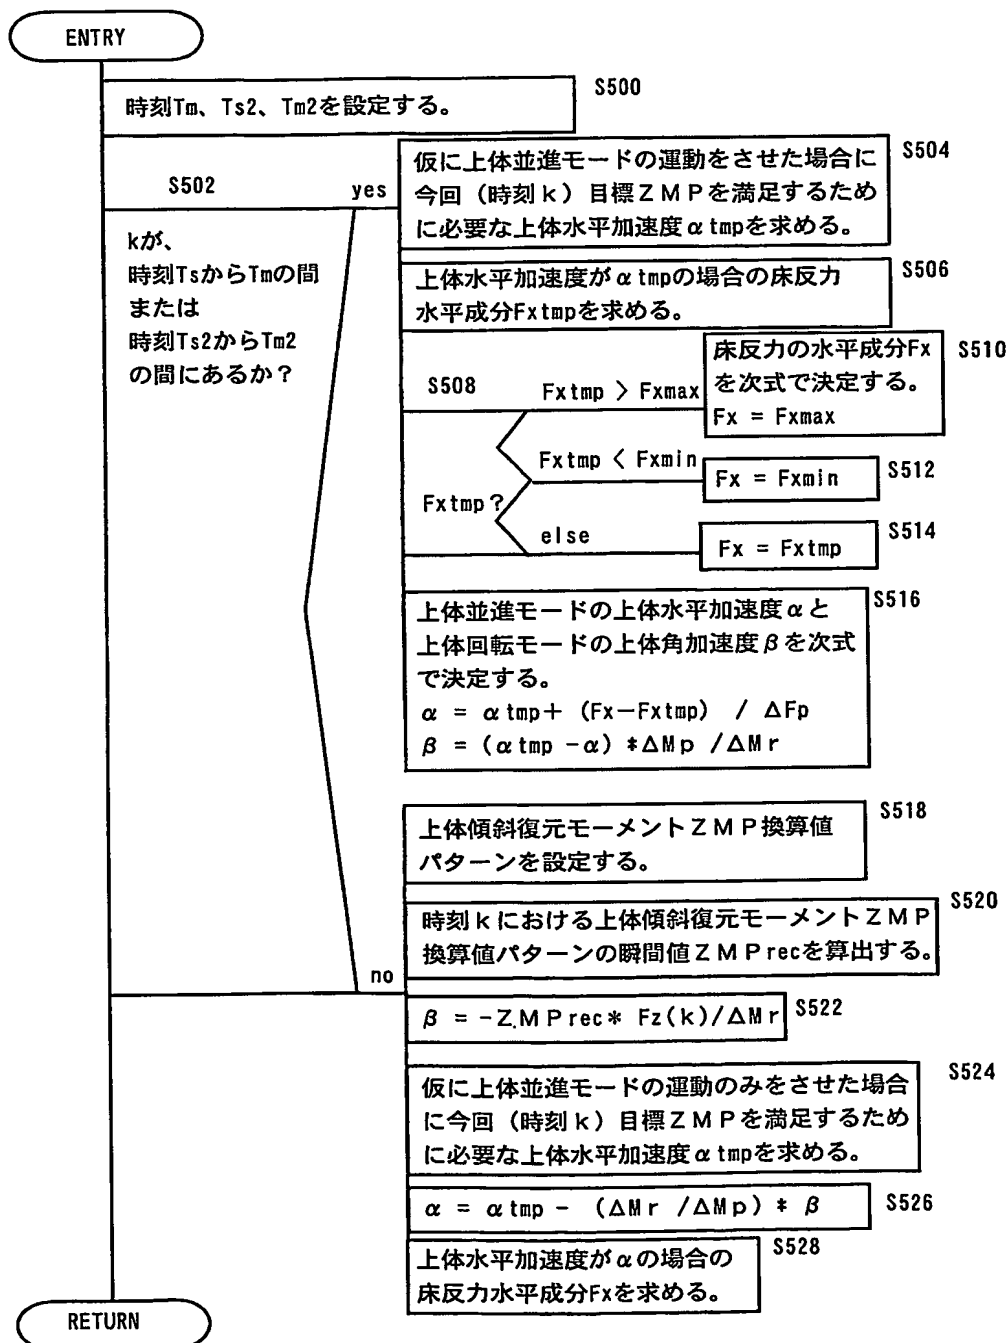 ENTRY
時刻Tm、Ts2、Tm2を設定する。
S500
S502
yes
kが、
時刻TsからTmの間
または
時刻Ts2からTm2
の間にあるか？
仮に上体並進モードの運動をさせた場合に
今回（時刻k）目標ZMPを満足するため
に必要な上体水平加速度αtmpを求める。
S504
上体水平加速度がαtmpの場合の床反力
水平成分Fxtmpを求める。
S506
S508
Fxtmp？
Fxtmp > Fxmax
床反力の水平成分Fx
を次式で決定する。
Fx = Fxmax
S510
Fxtmp < Fxmin
Fx = Fxmin
S512
else
Fx = Fxtmp
S514
上体並進モードの上体水平加速度αと
上体回転モードの上体角加速度βを次式
で決定する。
α = αtmp+ (Fx-Fxtmp) / ΔFp
β = (αtmp -α) *ΔMp /ΔMr
S516
no
上体傾斜復元モーメントZMP換算値
パターンを設定する。
S518
時刻kにおける上体傾斜復元モーメントZMP
換算値パターンの瞬間値ZMPrecを算出する。
S520
β = -Z.MPrec* Fz(k)/ΔMr
S522
仮に上体並進モードの運動のみをさせた場合
に今回（時刻k）目標ZMPを満足するため
に必要な上体水平加速度αtmpを求める。
S524
α = αtmp - (ΔMr /ΔMp) * β
S526
上体水平加速度がαの場合の
床反力水平成分Fxを求める。
S528
RETURN